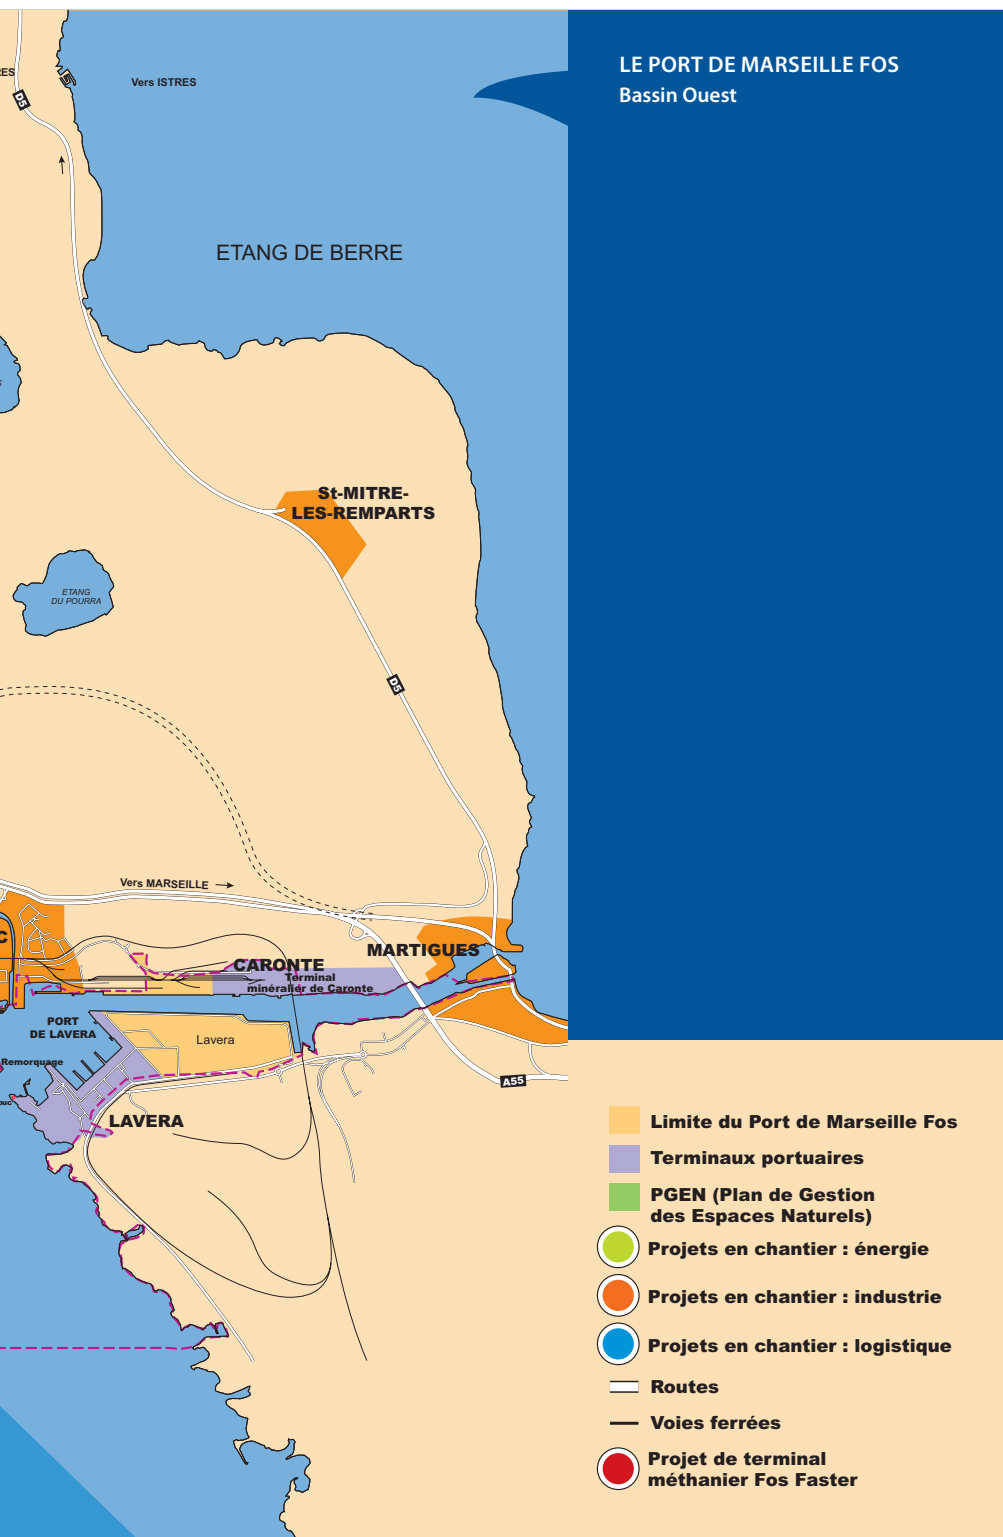 LE PORT DE MARSEILLE FOS
Bassin Ouest
Vers ISTRES
D5
ETANG DE BERRE
St-MITRE-
LES-REMPARTS
ETANG
DU POURRA
D5
Vers MARSEILLE
MARTIGUES
CARONTE
Terminal
minéralier de Caronte
PORT
DE LAVERA
Lavera
Remorquage
LAVERA
A55
Limite du Port de Marseille Fos
Terminaux portuaires
PGEN (Plan de Gestion
des Espaces Naturels)
Projets en chantier : énergie
Projets en chantier : industrie
Projets en chantier : logistique
Routes
Voies ferrées
Projet de terminal
méthanier Fos Faster